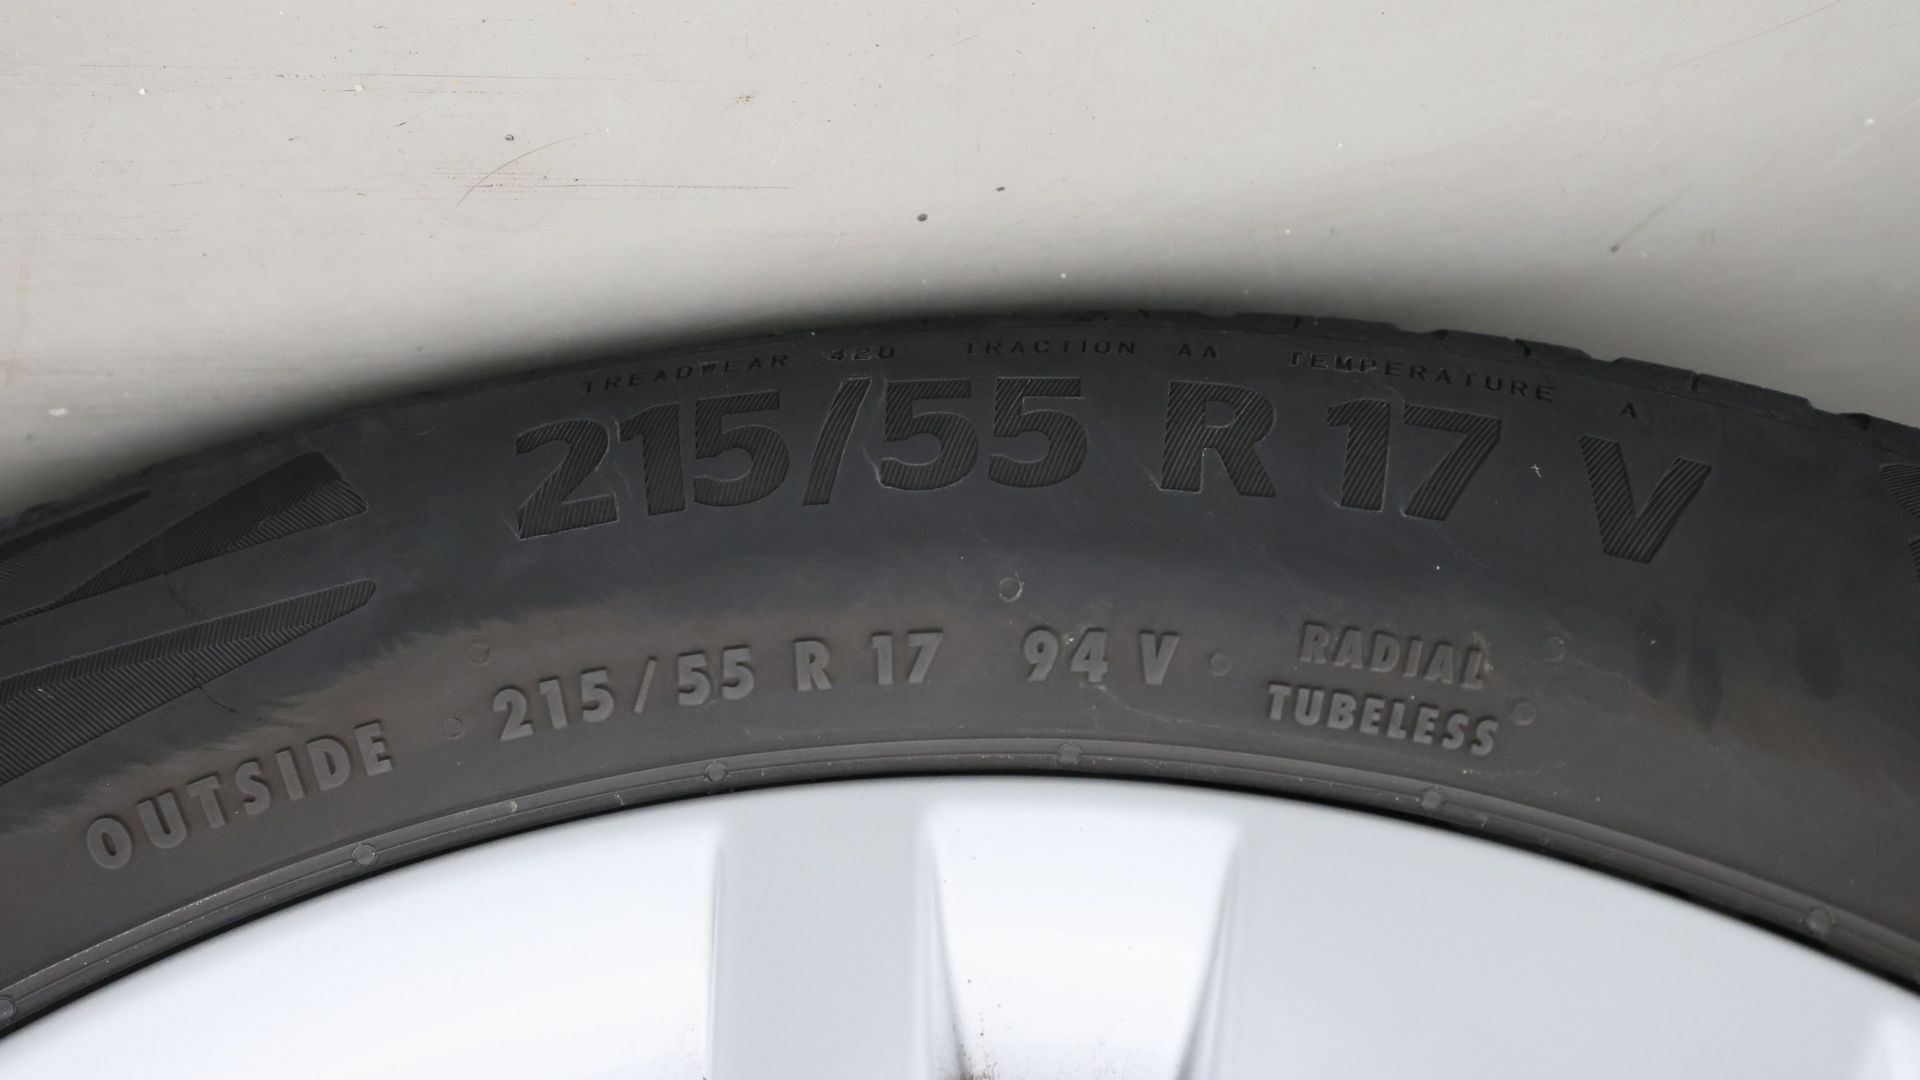 TREADWEAR 420 TRACTION AA TEMPERATURE A
215/55 R 17 V
OUTSIDE 215/55 R 17 94 V
RADIAL
TUBELESS